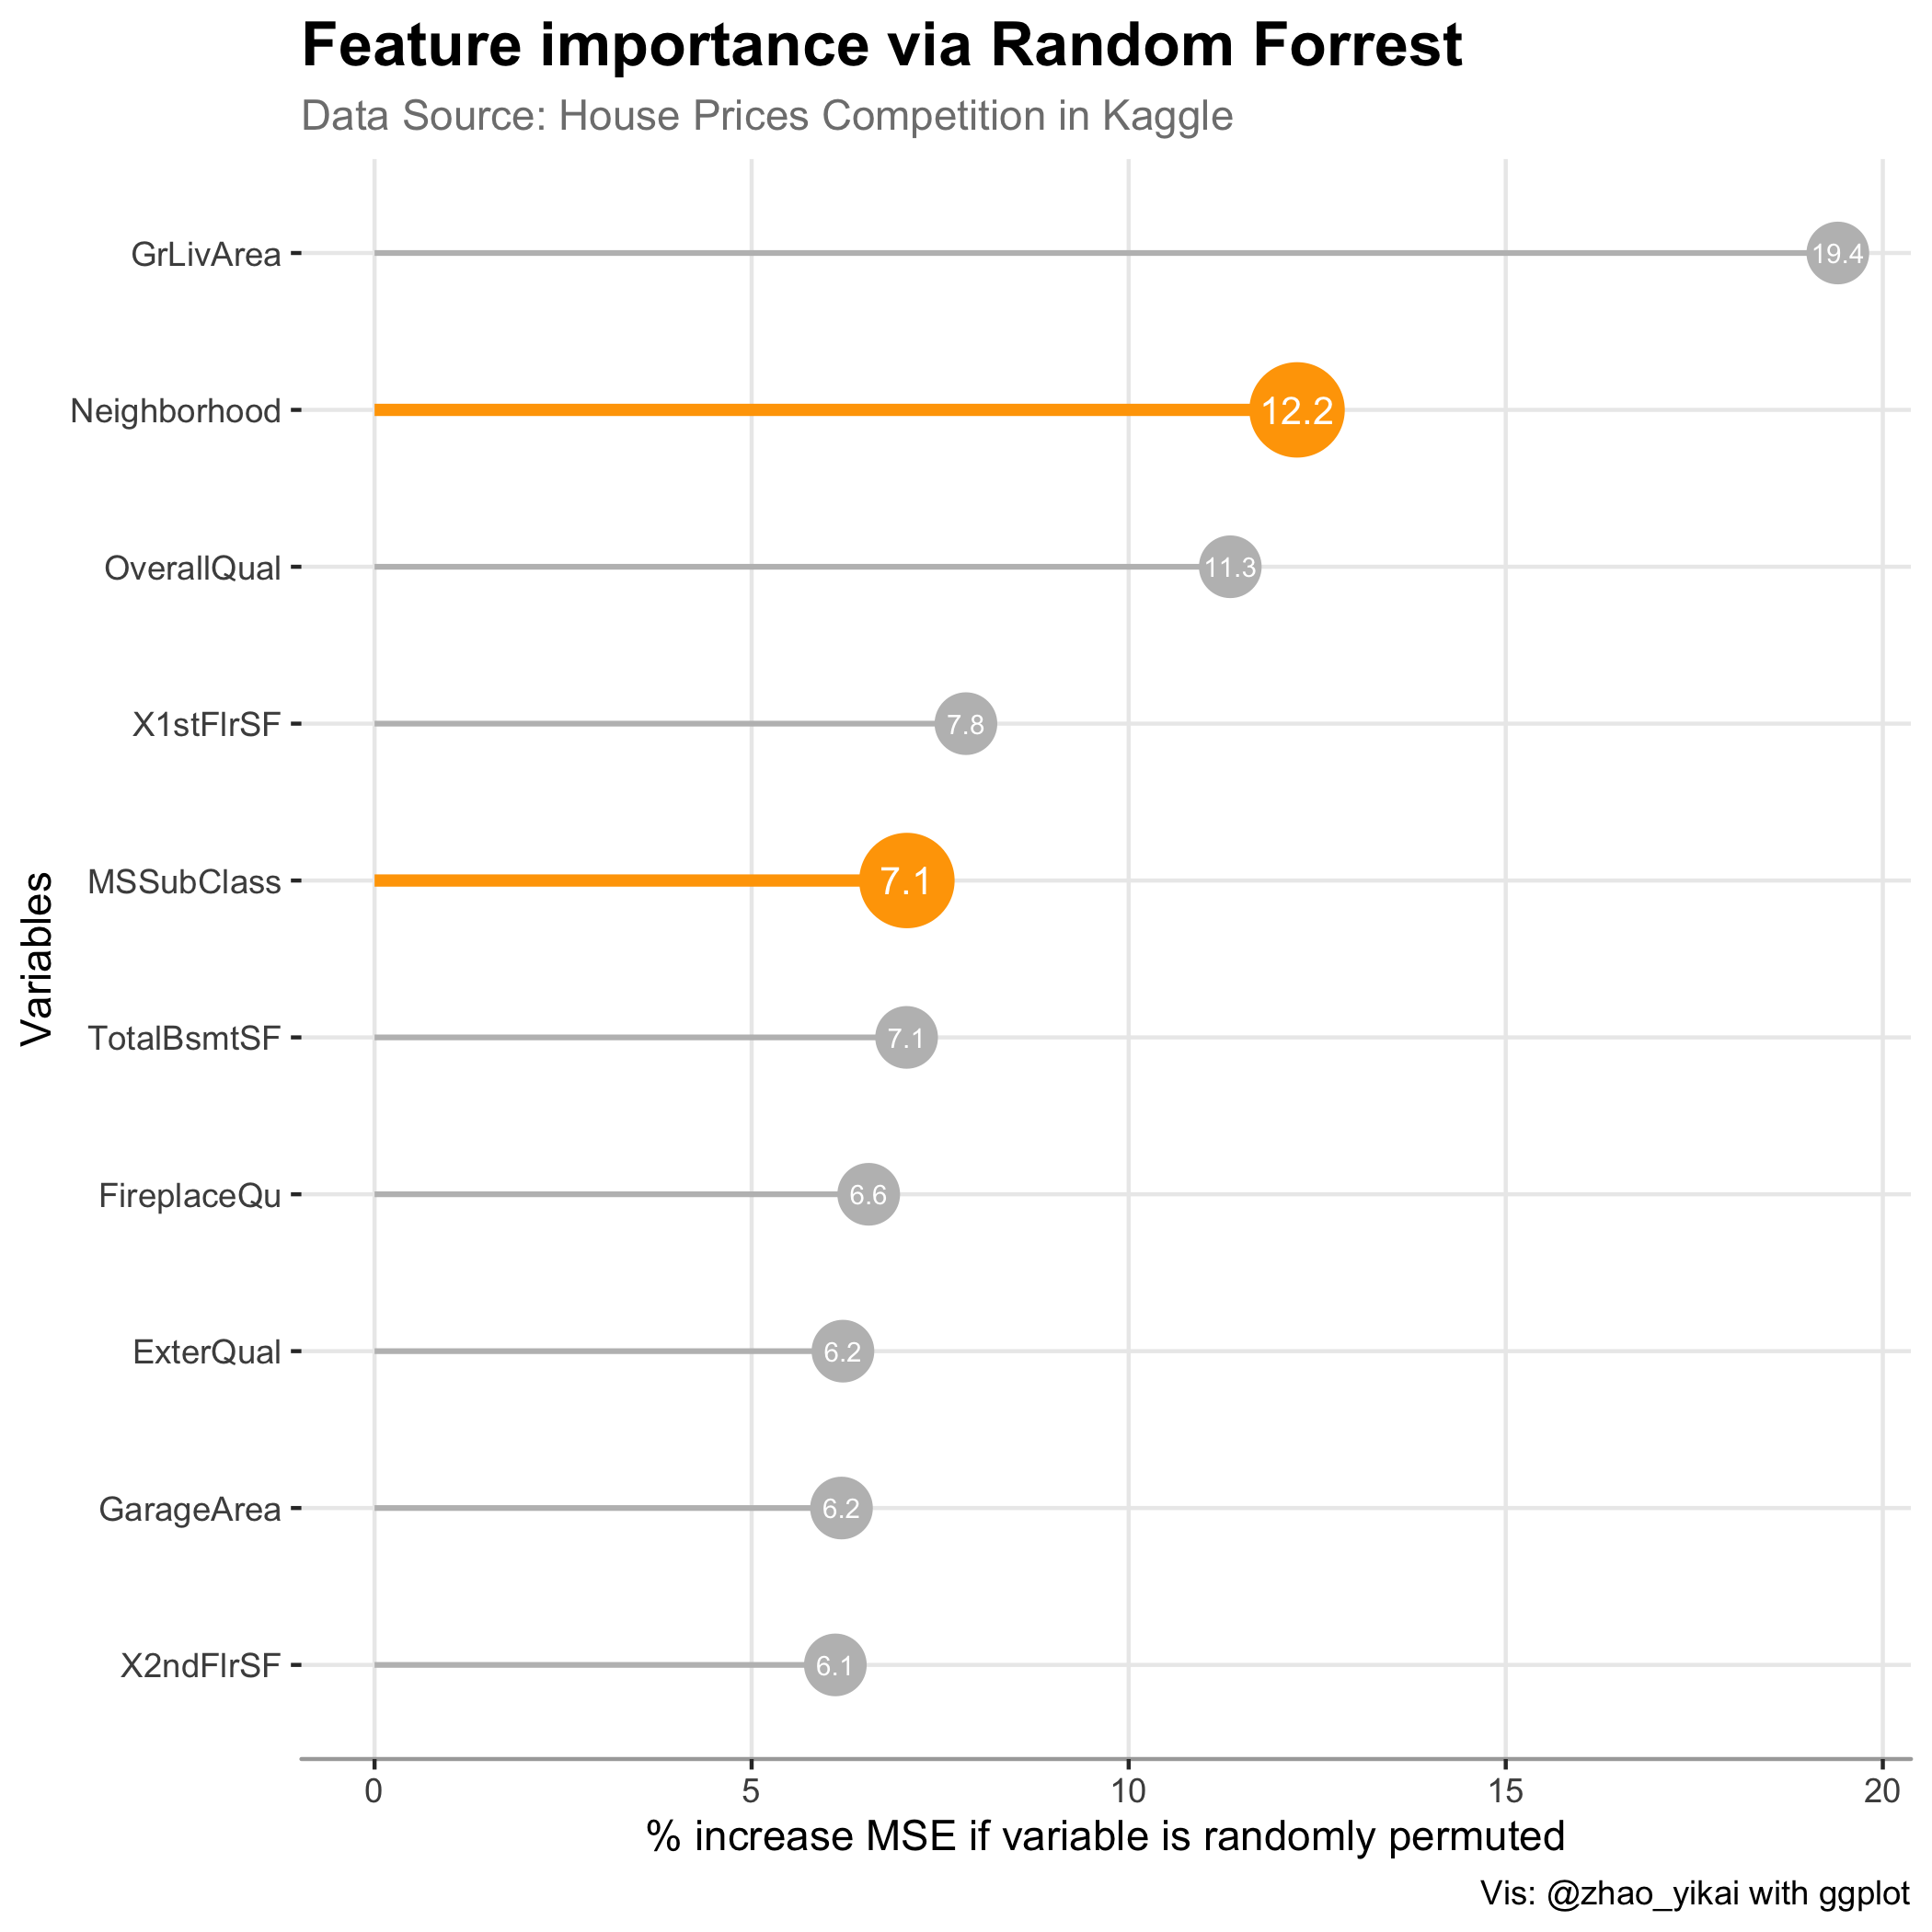 Feature importance via Random Forrest
Data Source: House Prices Competition in Kaggle
Variables
GrLivArea 19.4
Neighborhood 12.2
OverallQual 11.3
X1stFlrSF 7.8
MSSubClass 7.1
TotalBsmtSF 7.1
FireplaceQu 6.6
ExterQual 6.2
GarageArea 6.2
X2ndFlrSF 6.1
0 5 10 15 20
% increase MSE if variable is randomly permuted
Vis: @zhao_yikai with ggplot